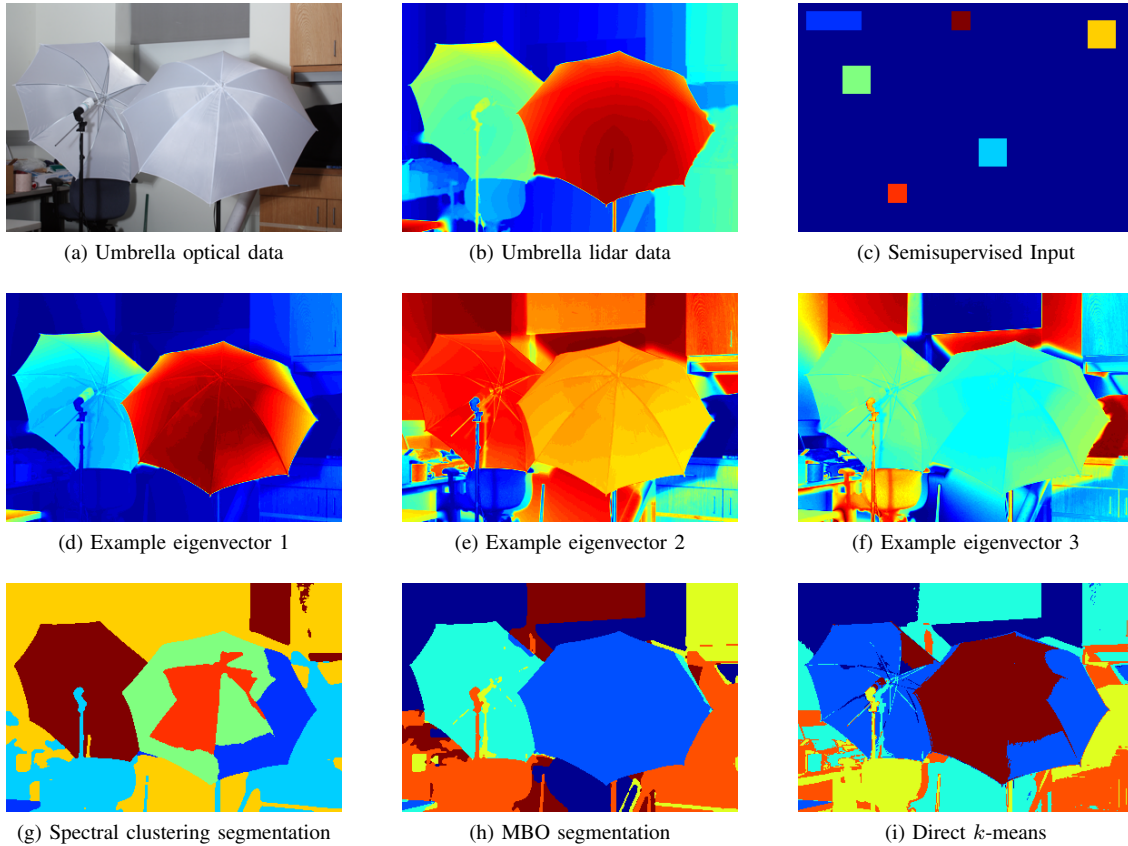 (a) Umbrella optical data
(b) Umbrella lidar data
(c) Semisupervised Input
(d) Example eigenvector 1
(e) Example eigenvector 2
(f) Example eigenvector 3
(g) Spectral clustering segmentation
(h) MBO segmentation
(i) Direct k-means